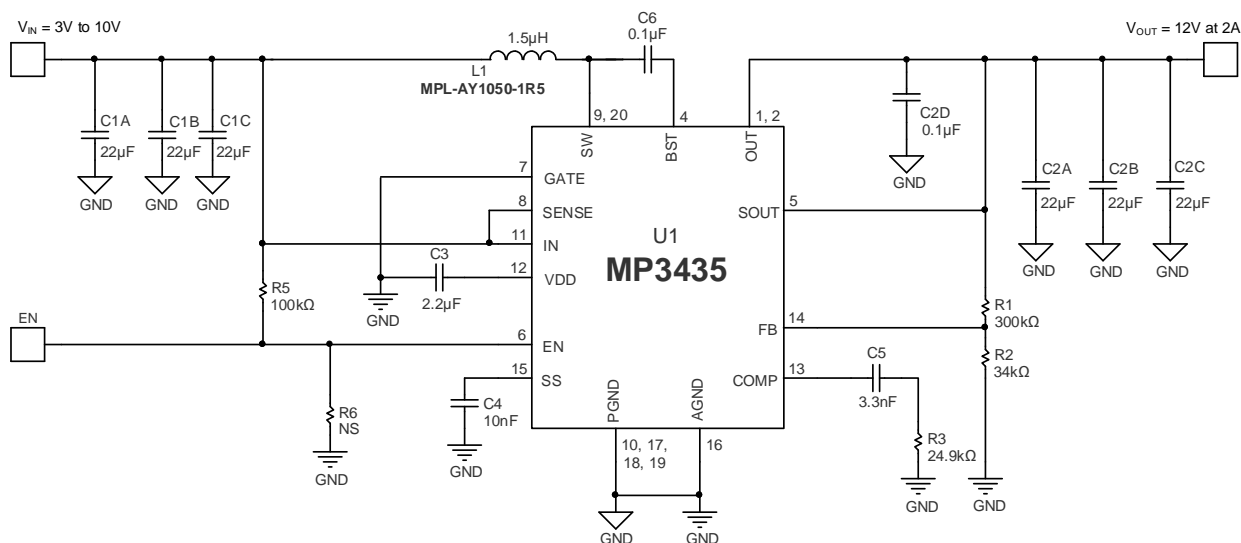 V_IN = 3V to 10V
V_OUT = 12V at 2A
C6
0.1µF
1.5µH
L1
MPL-AY1050-1R5
C1A
22µF
GND
C1B
22µF
GND
C1C
22µF
GND
9, 20
4
1, 2
SW
BST
OUT
C2D
0.1µF
GND
C2A
22µF
GND
C2B
22µF
GND
C2C
22µF
GND
7
GATE
8
SENSE
11
IN
12
VDD
C3
2.2µF
GND
5
SOUT
U1
MP3435
R5
100kΩ
EN
6
EN
15
SS
C4
10nF
GND
R6
NS
GND
14
FB
13
COMP
R1
300kΩ
R2
34kΩ
GND
C5
3.3nF
R3
24.9kΩ
GND
PGND
AGND
10, 17,
18, 19
16
GND
GND